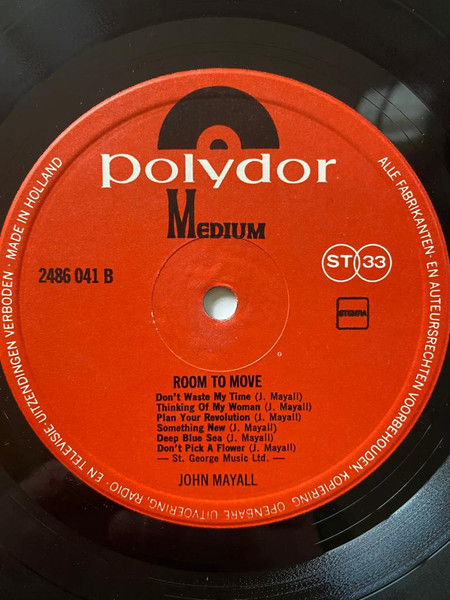 polydor
MEDIUM
2486 041 B
ST 33
STEMRA
ROOM TO MOVE
Don't Waste My Time (J. Mayall)
Thinking Of My Woman (J. Mayall)
Plan Your Revolution (J. Mayall)
Something New (J. Mayall)
Deep Blue Sea (J. Mayall)
Don't Pick A Flower (J. Mayall)
— St. George Music Ltd. —
JOHN MAYALL
ALLE FABRIKANTEN- EN AUTEURSRECHTEN VOORBEHOUDEN. KOPIERING, OPENBARE UITVOERING, RADIO- EN TELEVISIE-UITZENDINGEN VERBODEN · MADE IN HOLLAND